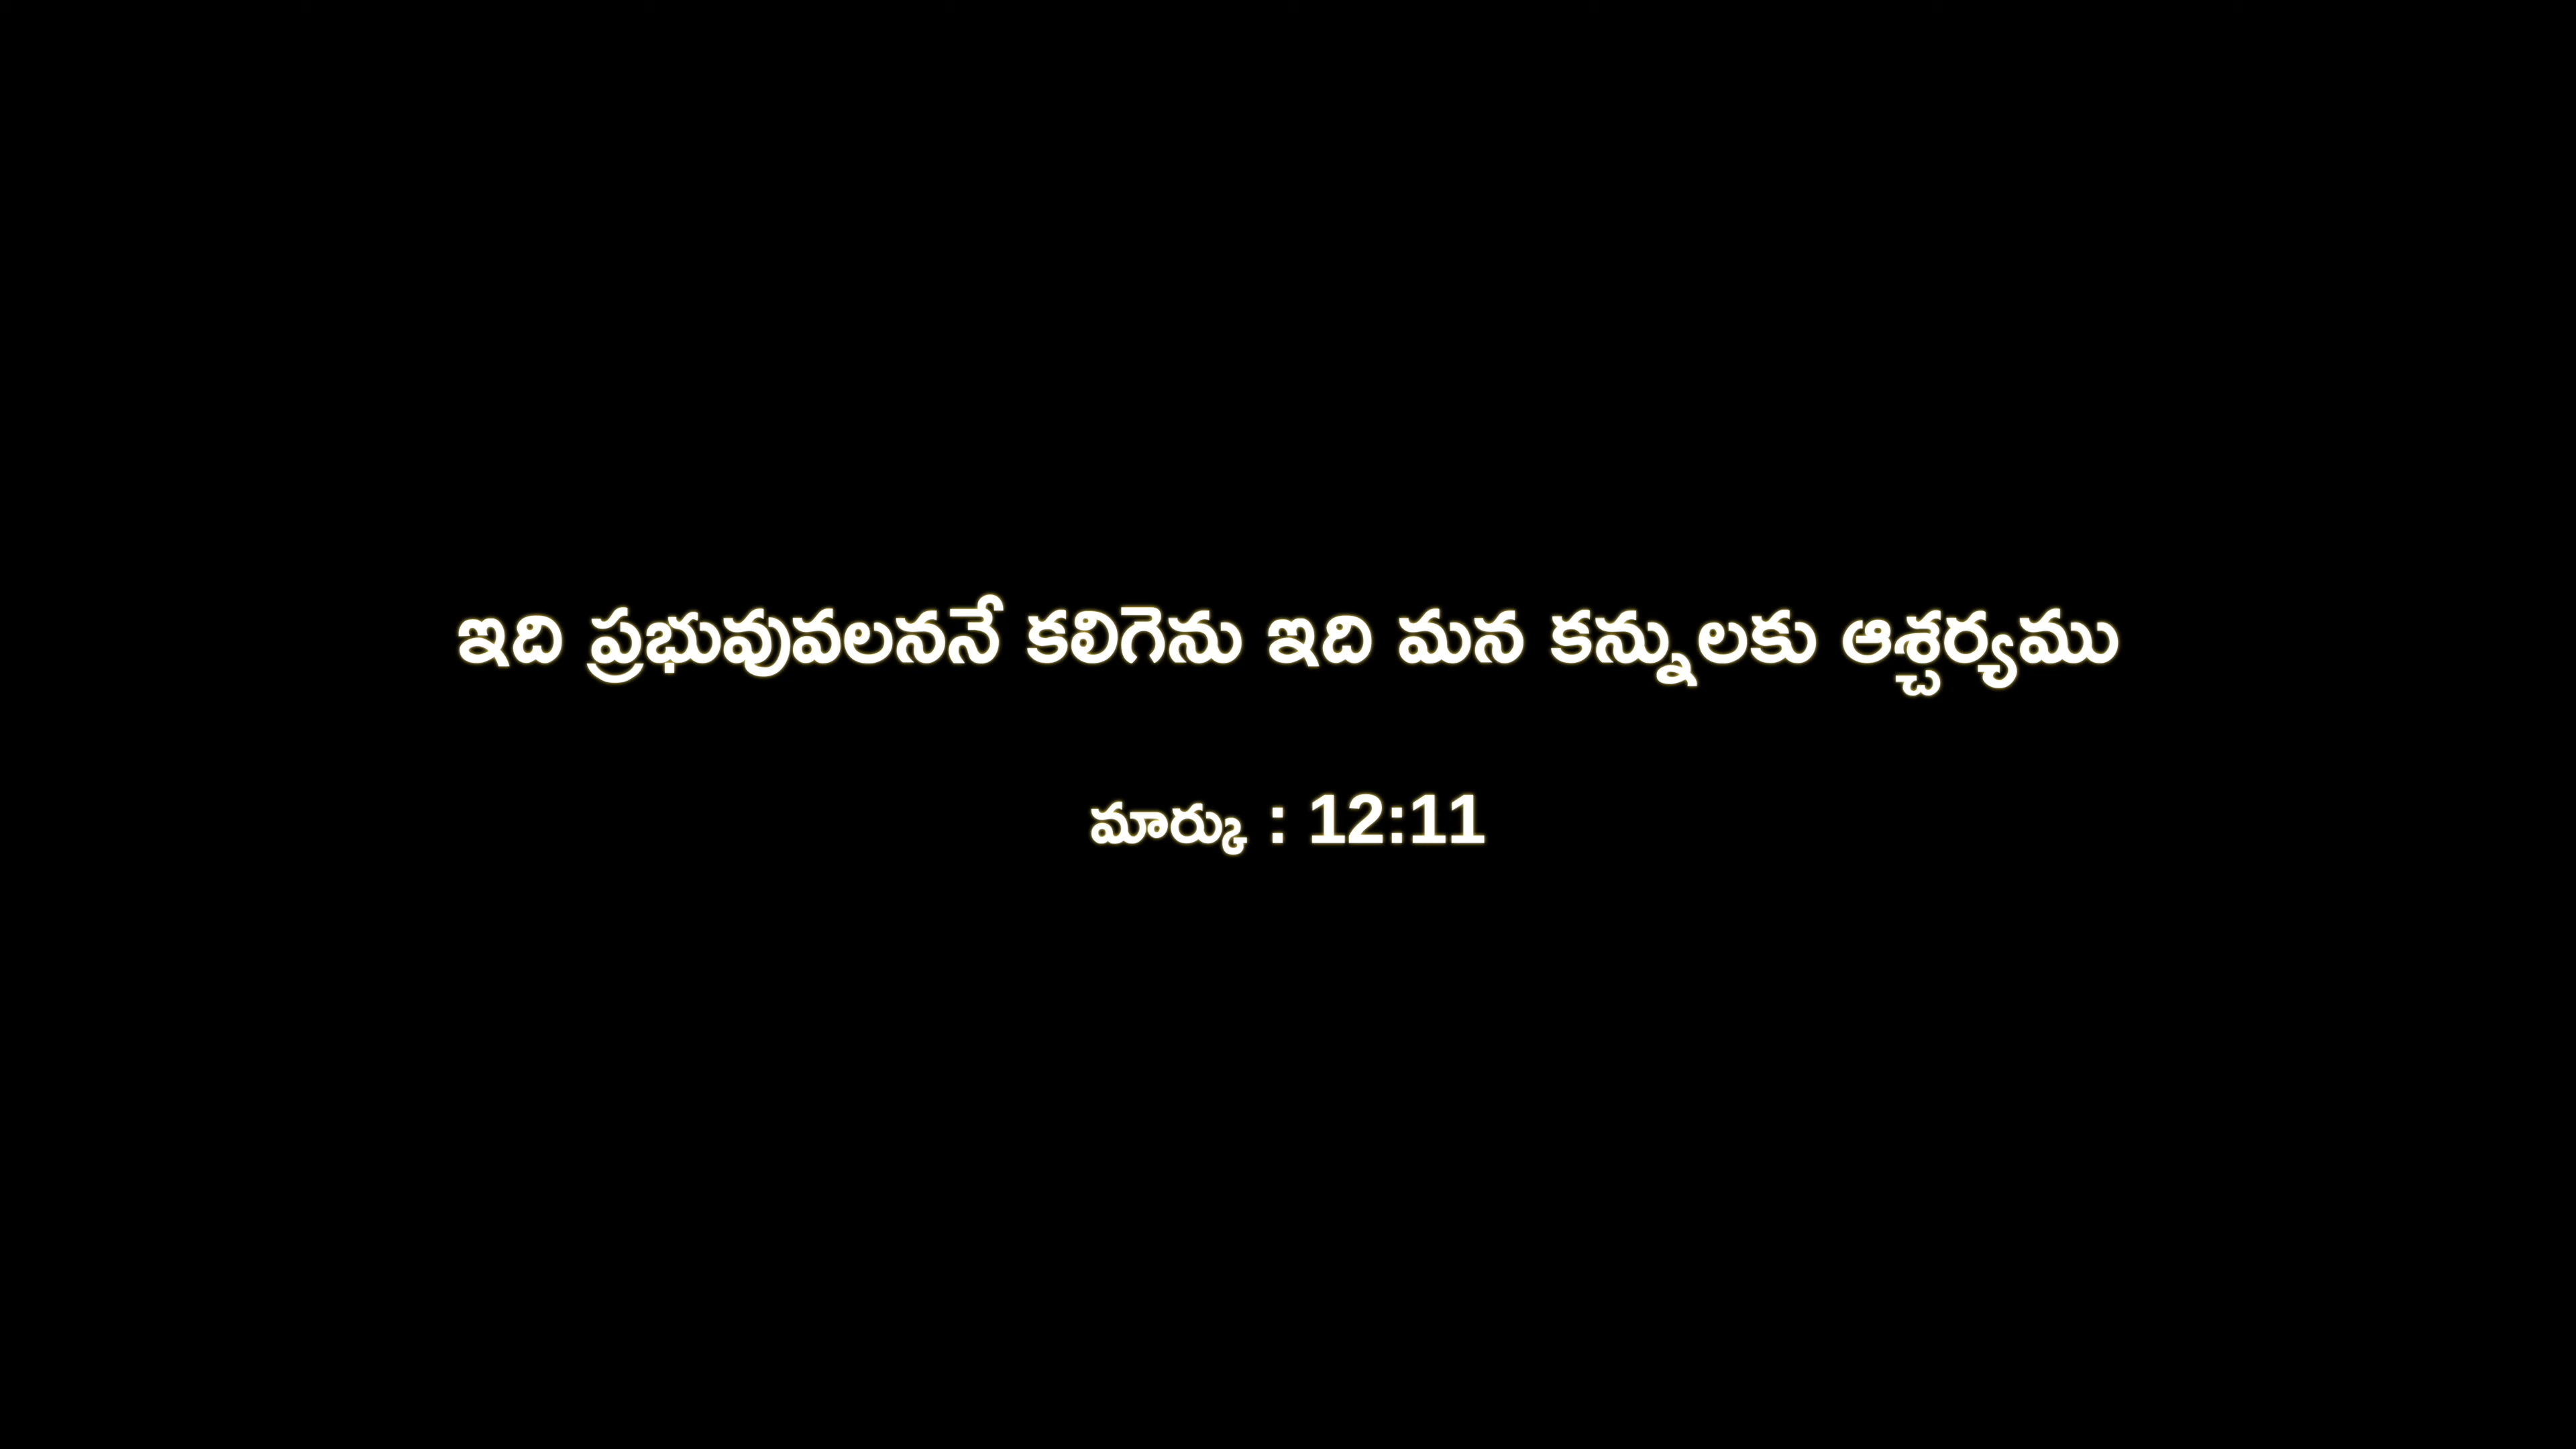 ఇది ప్రభువువలననే కలిగెను ఇది మన కన్నులకు ఆశ్చర్యము
మార్కు : 12:11